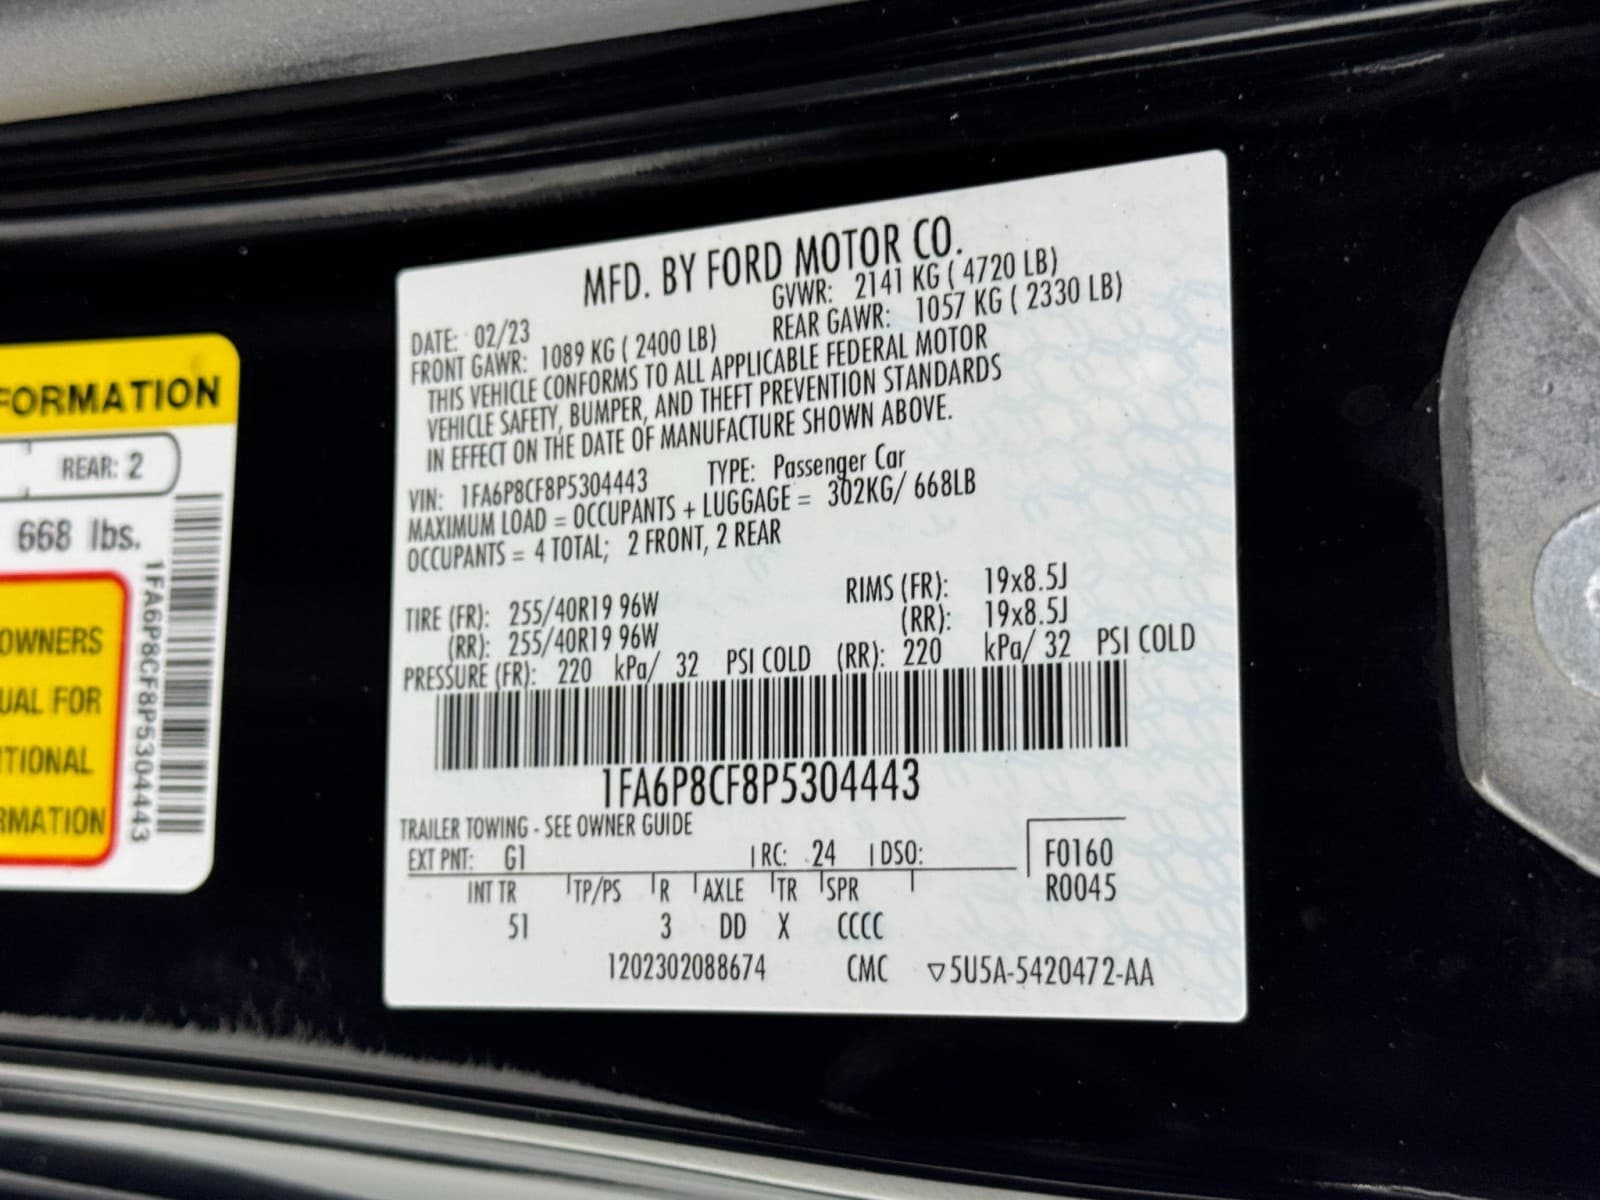 MFD. BY FORD MOTOR CO.
DATE: 02/23 GVWR: 2141 KG ( 4720 LB)
FRONT GAWR: 1089 KG ( 2400 LB) REAR GAWR: 1057 KG ( 2330 LB)
THIS VEHICLE CONFORMS TO ALL APPLICABLE FEDERAL MOTOR
VEHICLE SAFETY, BUMPER, AND THEFT PREVENTION STANDARDS
IN EFFECT ON THE DATE OF MANUFACTURE SHOWN ABOVE.
VIN: 1FA6P8CF8P5304443 TYPE: Passenger Car
MAXIMUM LOAD = OCCUPANTS + LUGGAGE = 302KG/ 668LB
OCCUPANTS = 4 TOTAL; 2 FRONT, 2 REAR
RIMS (FR): 19x8.5J
TIRE (FR): 255/40R19 96W (RR): 19x8.5J
(RR): 255/40R19 96W
PRESSURE (FR): 220 kPa/ 32 PSI COLD (RR): 220 kPa/ 32 PSI COLD
1FA6P8CF8P5304443
TRAILER TOWING - SEE OWNER GUIDE
EXT PNT: G1 RC: 24 DSO: F0160
INT TR TP/PS R AXLE TR SPR R0045
51 3 DD X CCCC
1202302088674 CMC ▽5U5A-5420472-AA
FORMATION
REAR: 2
668 lbs.
OWNERS
UAL FOR
ITIONAL
RMATION
1FA6P8CF8P5304443